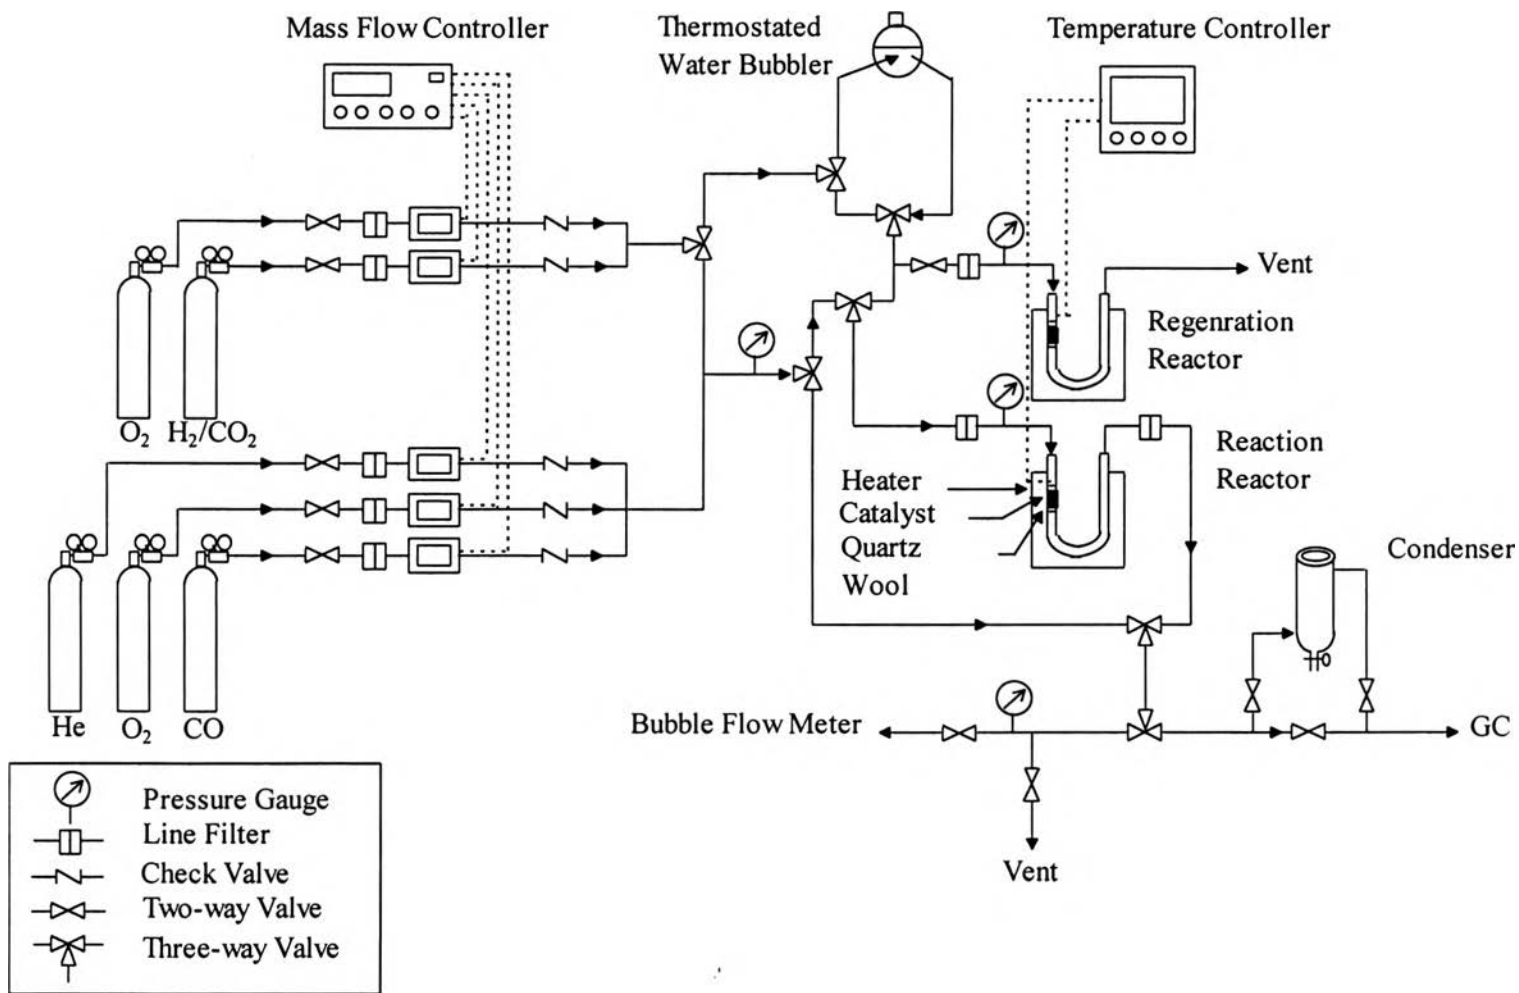 Mass Flow Controller
Thermostated
Water Bubbler
Temperature Controller
Vent
Regenration
Reactor
O₂ H₂/CO₂
Reaction
Reactor
Heater
Catalyst
Quartz
Wool
Condenser
He O₂ CO
Bubble Flow Meter
GC
Vent
Pressure Gauge
Line Filter
Check Valve
Two-way Valve
Three-way Valve